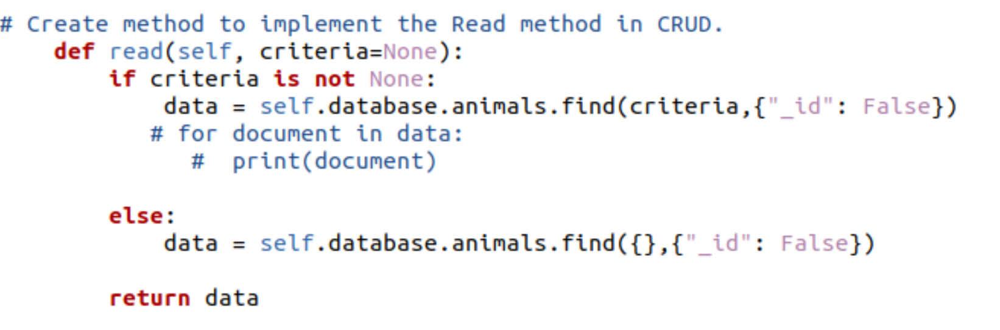 # Create method to implement the Read method in CRUD.
    def read(self, criteria=None):
        if criteria is not None:
            data = self.database.animals.find(criteria,{"_id": False})
           # for document in data:
              #  print(document)
        else:
            data = self.database.animals.find({},{"_id": False})
        return data